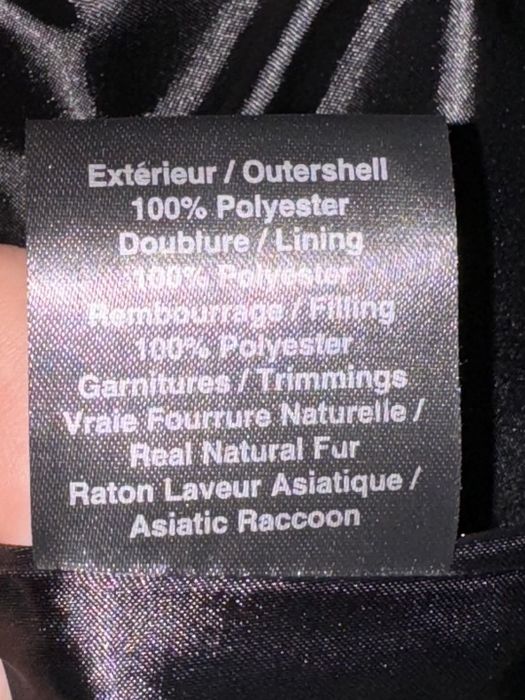 Extérieur / Outershell
100% Polyester
Doublure / Lining
100% Polyester
Rembourrage / Filling
100% Polyester
Garnitures / Trimmings
Vraie Fourrure Naturelle /
Real Natural Fur
Raton Laveur Asiatique /
Asiatic Raccoon